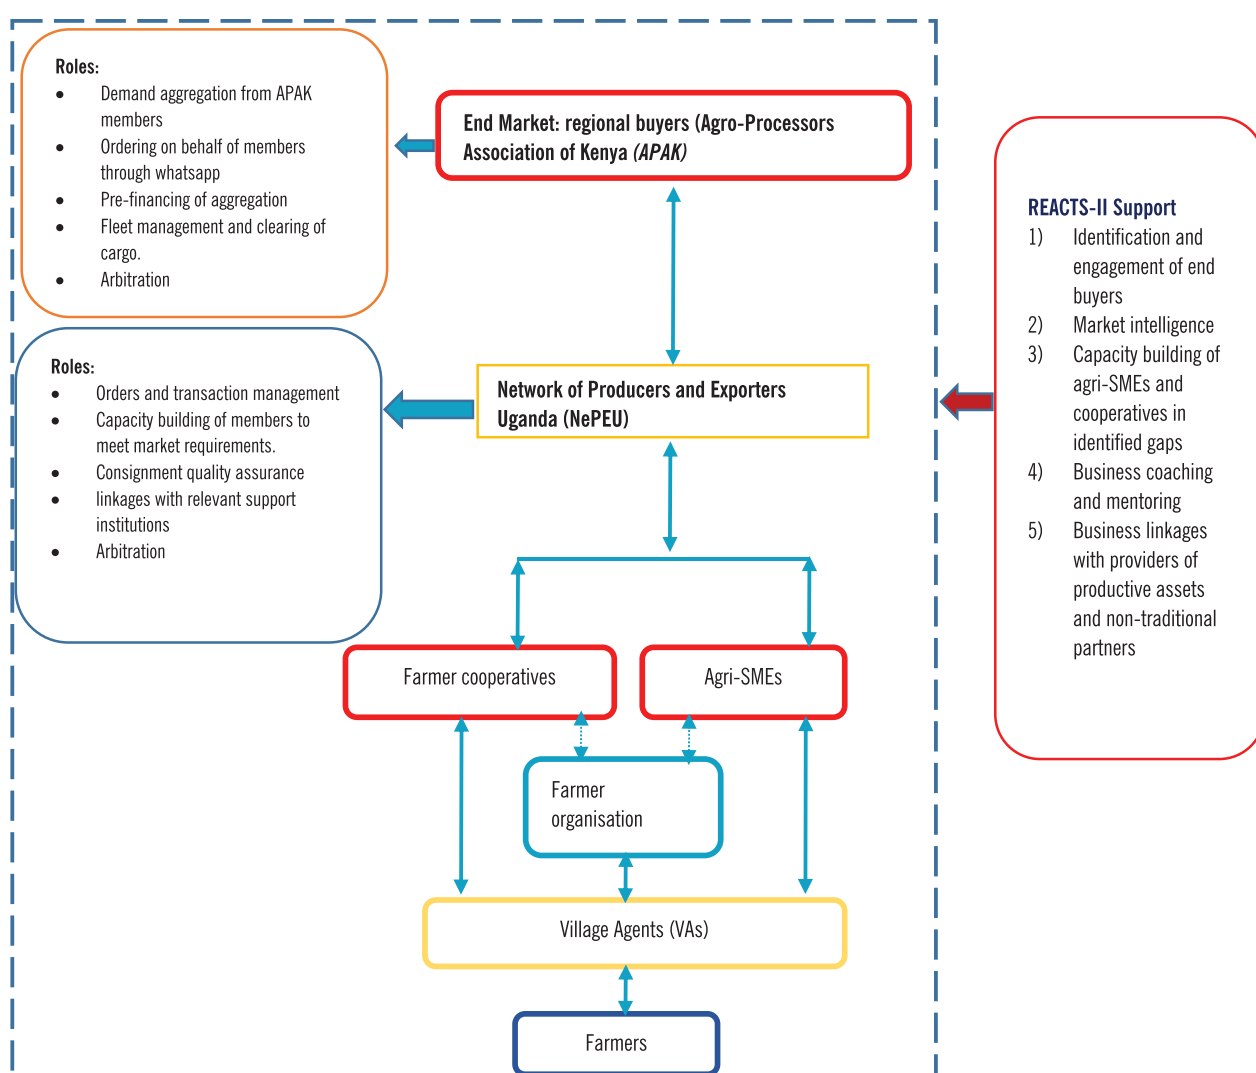 Roles:
● Demand aggregation from APAK
members
● Ordering on behalf of members
through whatsapp
● Pre-financing of aggregation
● Fleet management and clearing of
cargo.
● Arbitration
End Market: regional buyers (Agro-Processors
Association of Kenya (APAK)
Roles:
● Orders and transaction management
● Capacity building of members to
meet market requirements.
● Consignment quality assurance
● linkages with relevant support
institutions
● Arbitration
Network of Producers and Exporters
Uganda (NePEU)
REACTS-II Support
1) Identification and
engagement of end
buyers
2) Market intelligence
3) Capacity building of
agri-SMEs and
cooperatives in
identified gaps
4) Business coaching
and mentoring
5) Business linkages
with providers of
productive assets
and non-traditional
partners
Farmer cooperatives
Agri-SMEs
Farmer
organisation
Village Agents (VAs)
Farmers